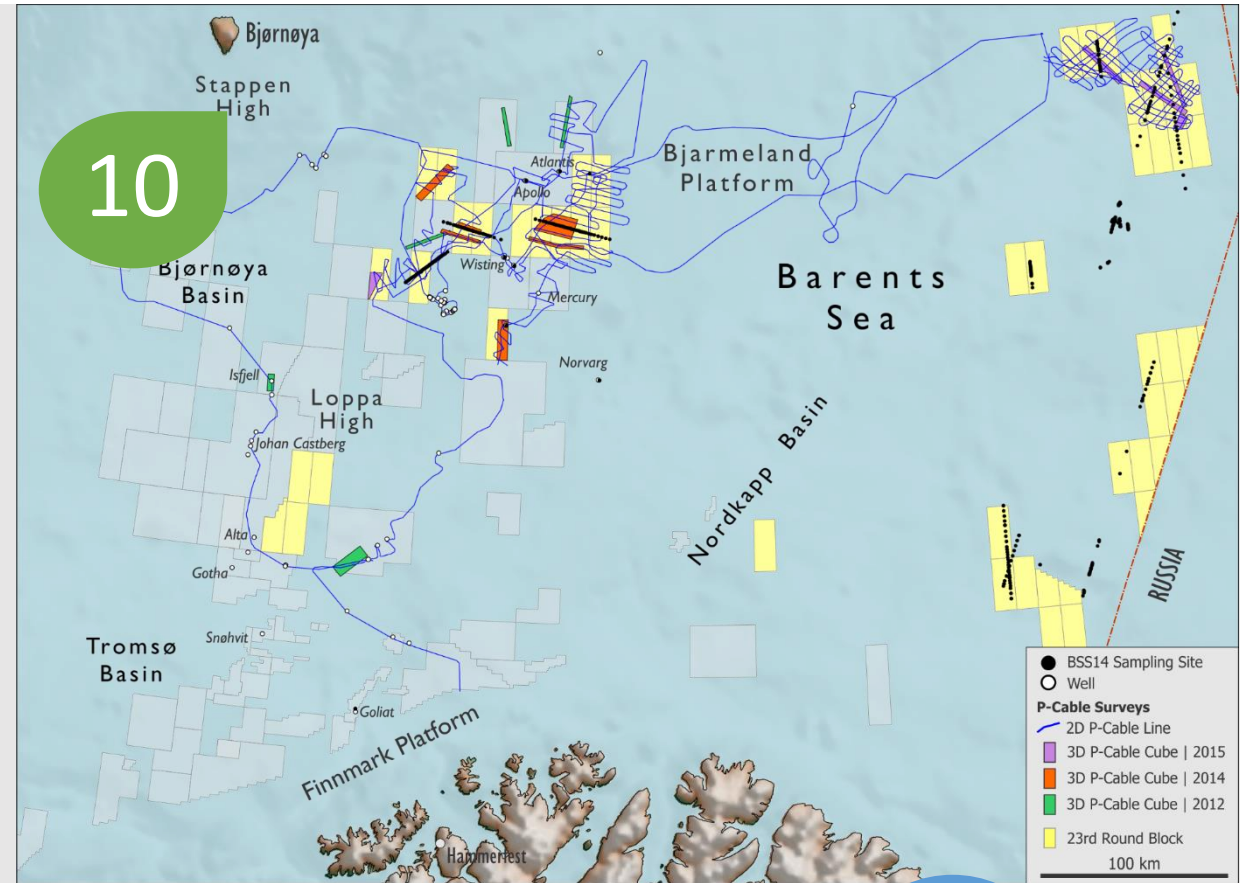 Bjørnøya
Stappen
High
10
Bjarmeland
Platform
Atlantis
Apollo
Bjørnøya
Basin
Wisting
Mercury
Barents
Sea
Norvarg
Isfjell
Loppa
High
Johan Castberg
Nordkapp Basin
Alta
Gotha
RUSSIA
Snøhvit
Tromsø
Basin
Goliat
Finnmark Platform
Hammerfest
BSS14 Sampling Site
Well
P-Cable Surveys
2D P-Cable Line
3D P-Cable Cube | 2015
3D P-Cable Cube | 2014
3D P-Cable Cube | 2012
23rd Round Block
100 km